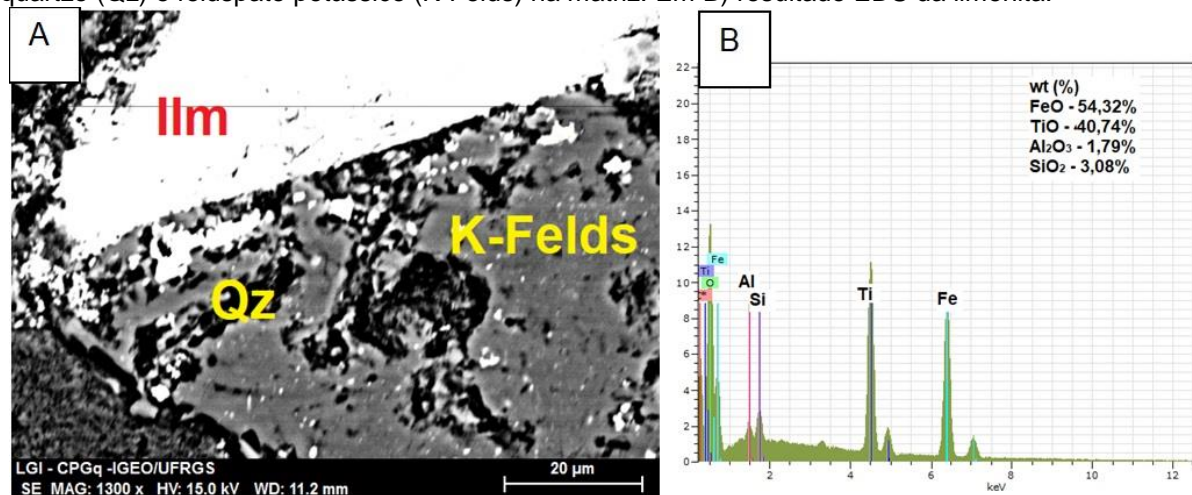 quartzo (Qz) e feldspato potássico (K-Felds) na matriz. Em B) resultado EDS da ilmenita.
A
Ilm
K-Felds
Qz
LGI - CPGq -IGEO/UFRGS
SE MAG: 1300 x HV: 15.0 kV WD: 11.2 mm
20 µm
B
22
20
18
16
14
12
10
8
6
4
2
0
wt (%)
FeO - 54,32%
TiO - 40,74%
Al₂O₃ - 1,79%
SiO₂ - 3,08%
Fe
Ti
O
Al
Si
Ti
Fe
2
4
6
8
10
12
keV